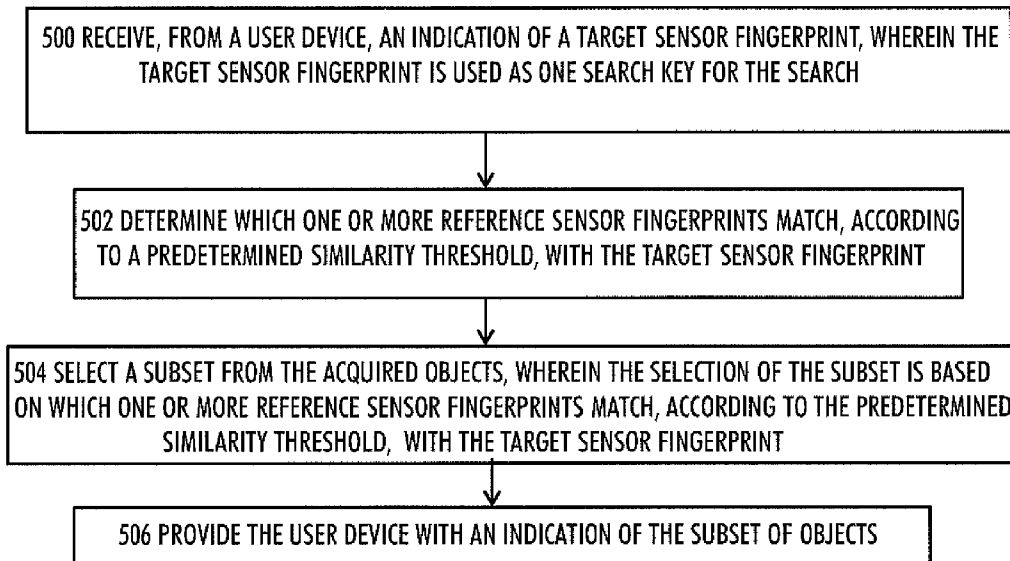 500 RECEIVE, FROM A USER DEVICE, AN INDICATION OF A TARGET SENSOR FINGERPRINT, WHEREIN THE
TARGET SENSOR FINGERPRINT IS USED AS ONE SEARCH KEY FOR THE SEARCH
502 DETERMINE WHICH ONE OR MORE REFERENCE SENSOR FINGERPRINTS MATCH, ACCORDING
TO A PREDETERMINED SIMILARITY THRESHOLD, WITH THE TARGET SENSOR FINGERPRINT
504 SELECT A SUBSET FROM THE ACQUIRED OBJECTS, WHEREIN THE SELECTION OF THE SUBSET IS BASED
ON WHICH ONE OR MORE REFERENCE SENSOR FINGERPRINTS MATCH, ACCORDING TO THE PREDETERMINED
SIMILARITY THRESHOLD, WITH THE TARGET SENSOR FINGERPRINT
506 PROVIDE THE USER DEVICE WITH AN INDICATION OF THE SUBSET OF OBJECTS